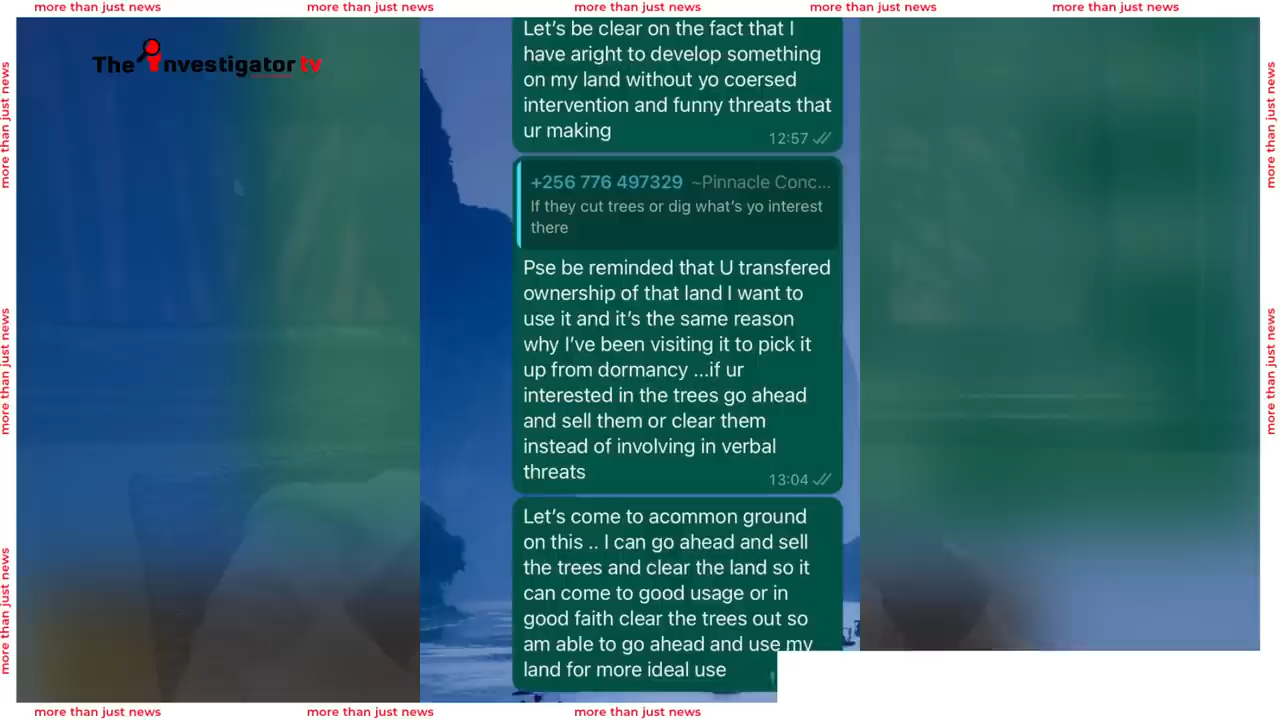 more than just news more than just news more than just news more than just news more than just news
The Investigator tv
more than just news
more than just news
more than just news
Let's be clear on the fact that I
have aright to develop something
on my land without yo coersed
intervention and funny threats that
ur making
12:57
+256 776 497329 ~Pinnacle Conc...
If they cut trees or dig what's yo interest
there
Pse be reminded that U transfered
ownership of that land I want to
use it and it's the same reason
why I've been visiting it to pick it
up from dormancy ...if ur
interested in the trees go ahead
and sell them or clear them
instead of involving in verbal
threats
13:04
Let's come to acommon ground
on this .. I can go ahead and sell
the trees and clear the land so it
can come to good usage or in
good faith clear the trees out so
am able to go ahead and use my
land for more ideal use
more than just news
more than just news
more than just news more than just news more than just news